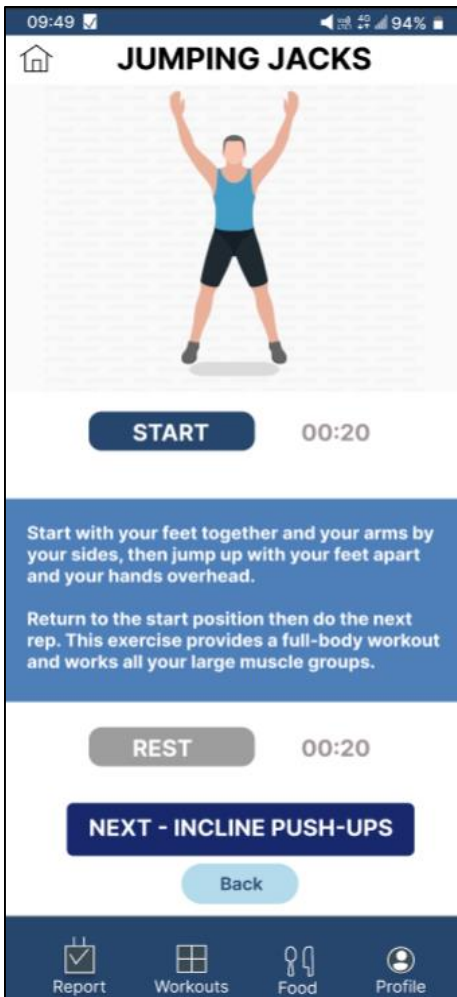 09:49 4G 94%
JUMPING JACKS
START 00:20
Start with your feet together and your arms by
your sides, then jump up with your feet apart
and your hands overhead.
Return to the start position then do the next
rep. This exercise provides a full-body workout
and works all your large muscle groups.
REST 00:20
NEXT - INCLINE PUSH-UPS
Back
Report Workouts Food Profile